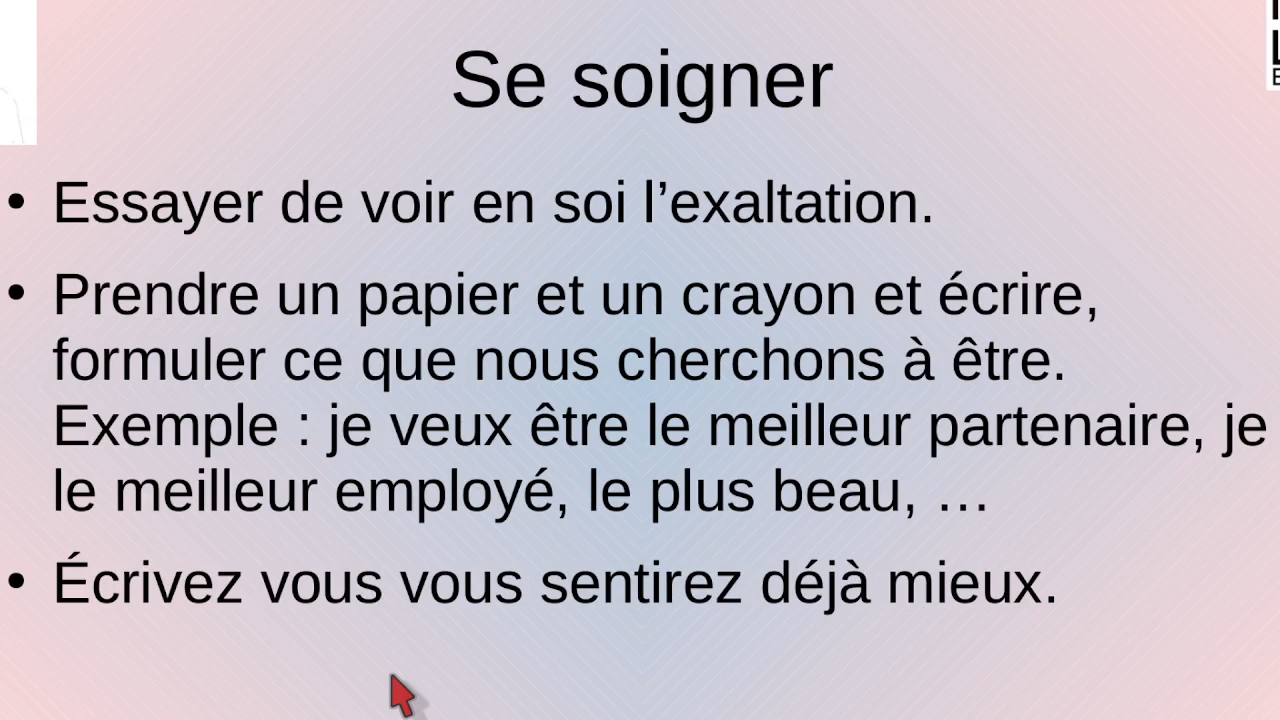 Se soigner
• Essayer de voir en soi l’exaltation.
• Prendre un papier et un crayon et écrire,
formuler ce que nous cherchons à être.
Exemple : je veux être le meilleur partenaire, je
le meilleur employé, le plus beau, …
• Écrivez vous vous sentirez déjà mieux.